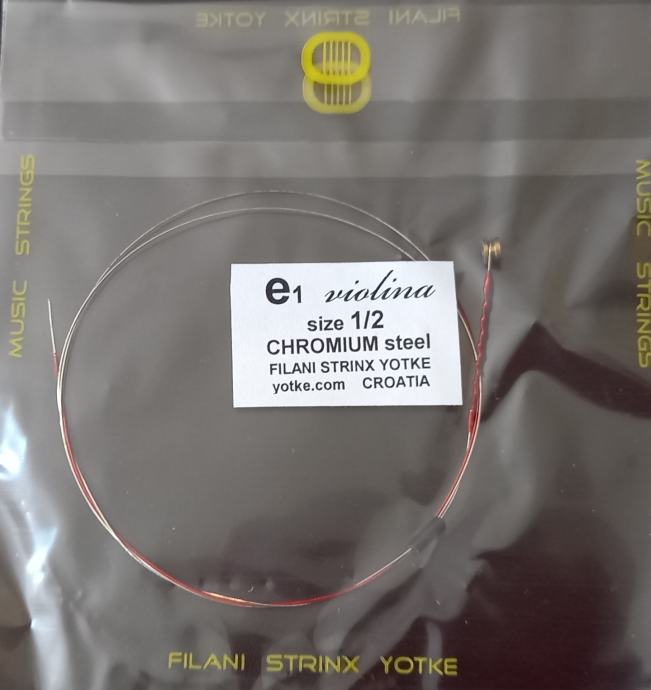 FILANI STRINX YOTKE
MUSIC STRINGS
MUSIC STRINGS
e1 violina
size 1/2
CHROMIUM steel
FILANI STRINX YOTKE
yotke.com CROATIA
FILANI STRINX YOTKE